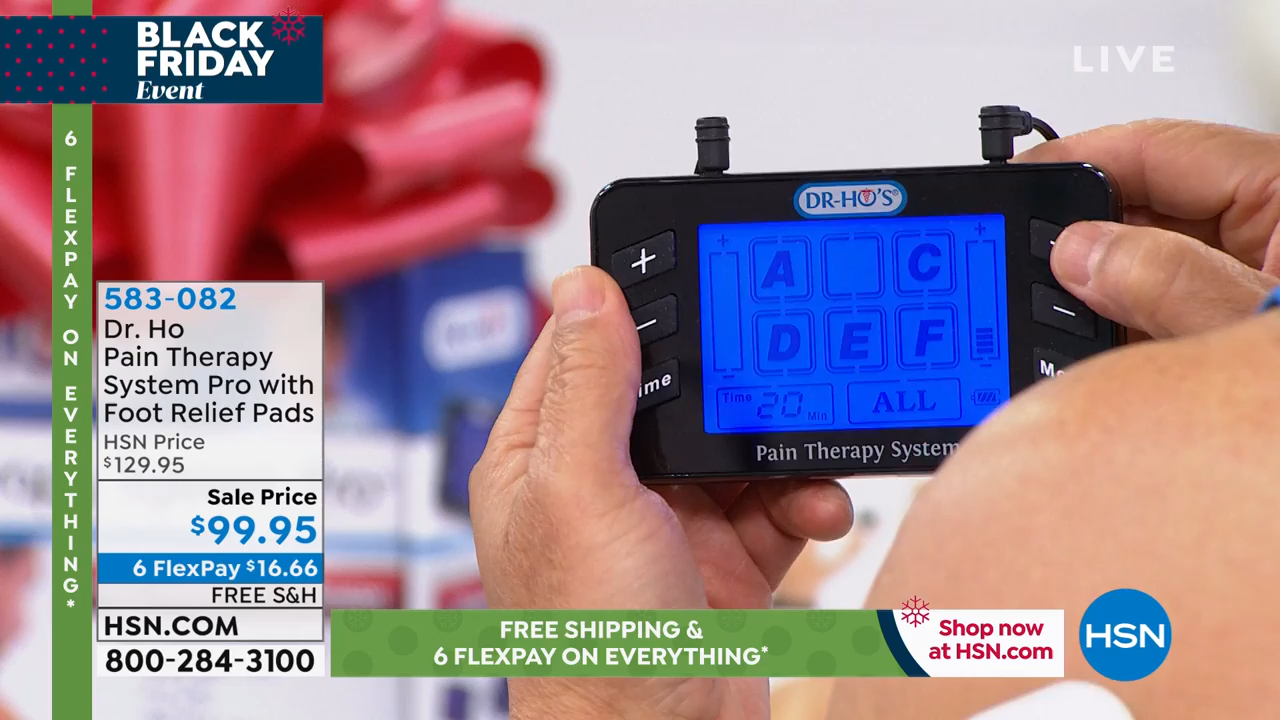 BLACK
FRIDAY
Event
LIVE
6 FLEXPAY ON EVERYTHING*
583-082
Dr. Ho
Pain Therapy
System Pro with
Foot Relief Pads
HSN Price
$129.95
Sale Price
$99.95
6 FlexPay $16.66
FREE S&H
HSN.COM
800-284-3100
DR-HO'S®
+
−
+
−
+
−
A C
D E F
Time 20 Min
ALL
Pain Therapy System
FREE SHIPPING &
6 FLEXPAY ON EVERYTHING*
Shop now
at HSN.com
HSN